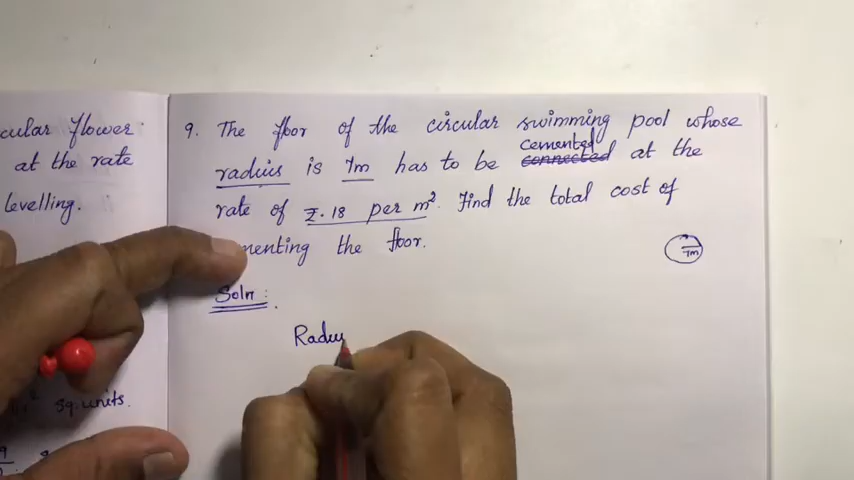 cular flower
at the rate
levelling.
sq.units.
9. The floor of the circular swimming pool whose
cemented
radius is 7m has to be connected at the
rate of ₹.18 per m². Find the total cost of
menting the floor.
7m
Soln :
Radiu